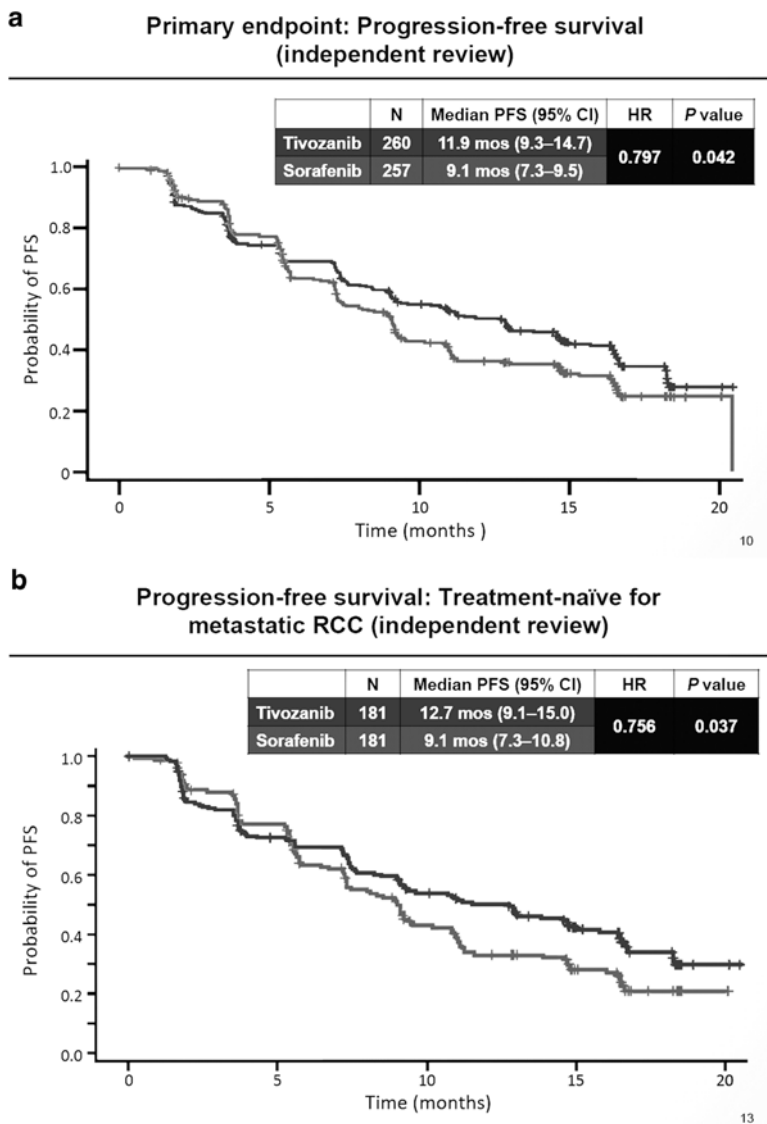 a
Primary endpoint: Progression-free survival
(independent review)
N Median PFS (95% CI) HR P value
Tivozanib 260 11.9 mos (9.3–14.7) 0.797 0.042
Sorafenib 257 9.1 mos (7.3–9.5)
1.0
0.8
0.6
0.4
0.2
0
Probability of PFS
0 5 10 15 20
Time (months )
10
b
Progression-free survival: Treatment-naïve for
metastatic RCC (independent review)
N Median PFS (95% CI) HR P value
Tivozanib 181 12.7 mos (9.1–15.0) 0.756 0.037
Sorafenib 181 9.1 mos (7.3–10.8)
1.0
0.8
0.6
0.4
0.2
0.0
Probability of PFS
0 5 10 15 20
Time (months)
13